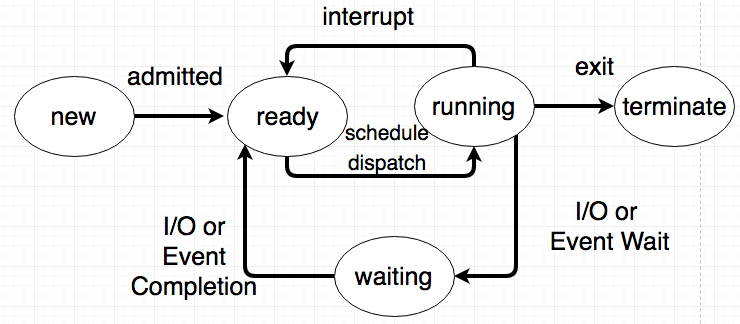 interrupt
admitted
exit
new
ready
running
terminate
schedule
dispatch
I/O or
Event
Completion
I/O or
Event Wait
waiting